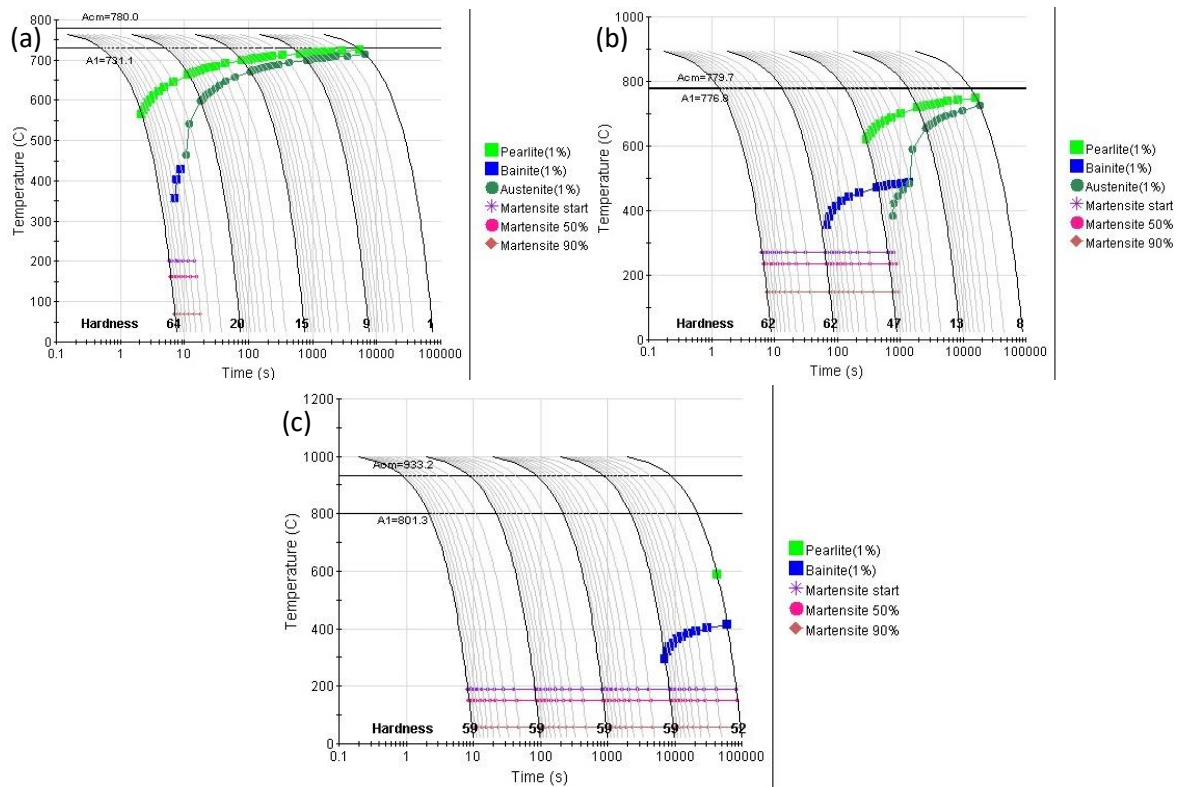 (a)
Acm=780.0
A1=731.1
800
700
600
500
400
300
200
100
0
Temperature (C)
Hardness 64 20 15 9 1
0.1 1 10 100 1000 10000 100000
Time (s)
Pearlite(1%)
Bainite(1%)
Austenite(1%)
Martensite start
Martensite 50%
Martensite 90%
(b)
Acm=779.7
A1=776.8
1000
800
600
400
200
0
Temperature (C)
Hardness 62 62 47 13 8
0.1 1 10 100 1000 10000 100000
Time (s)
Pearlite(1%)
Bainite(1%)
Austenite(1%)
Martensite start
Martensite 50%
Martensite 90%
(c)
Acm=933.2
A1=801.3
1200
1000
800
600
400
200
0
Temperature (C)
Hardness 59 59 59 59 52
0.1 1 10 100 1000 10000 100000
Time (s)
Pearlite(1%)
Bainite(1%)
Martensite start
Martensite 50%
Martensite 90%